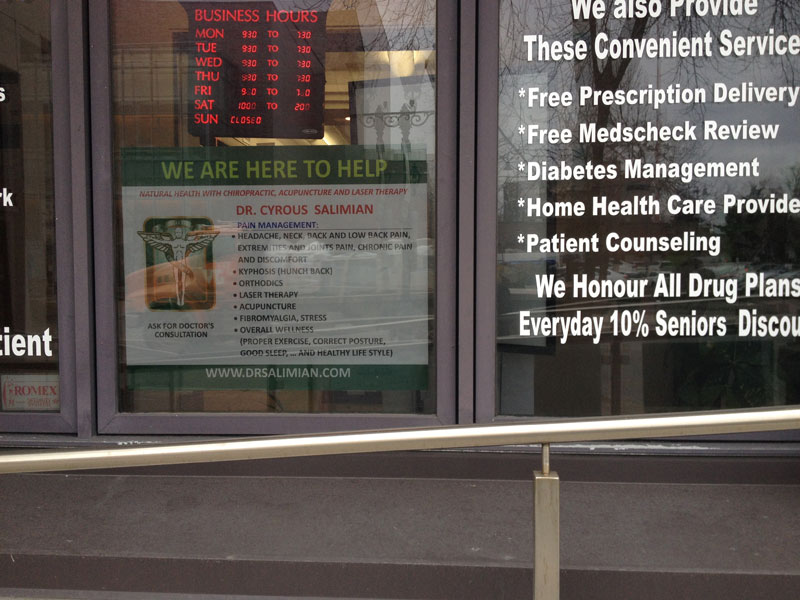 BUSINESS HOURS
MON 930 TO 730
TUE 930 TO 730
WED 930 TO 730
THU 930 TO 730
FRI TO
SAT 1000 TO 200
SUN CLOSED
WE ARE HERE TO HELP
NATURAL HEALTH WITH CHIROPRACTIC, ACUPUNCTURE AND LASER THERAPY
DR. CYROUS SALIMIAN
PAIN MANAGEMENT:
• HEADACHE, NECK, BACK AND LOW BACK PAIN,
EXTREMITIES AND JOINTS PAIN, CHRONIC PAIN
AND DISCOMFORT
• KYPHOSIS (HUNCH BACK)
• ORTHODICS
• LASER THERAPY
• ACUPUNCTURE
• FIBROMYALGIA, STRESS
• OVERALL WELLNESS
(PROPER EXERCISE, CORRECT POSTURE,
GOOD SLEEP, ... AND HEALTHY LIFE STYLE)
ASK FOR DOCTOR'S
CONSULTATION
WWW.DRSALIMIAN.COM
We also Provide
These Convenient Service
*Free Prescription Delivery
*Free Medscheck Review
*Diabetes Management
*Home Health Care Provide
*Patient Counseling
We Honour All Drug Plans
Everyday 10% Seniors Discou
s
rk
tient
ROMEX